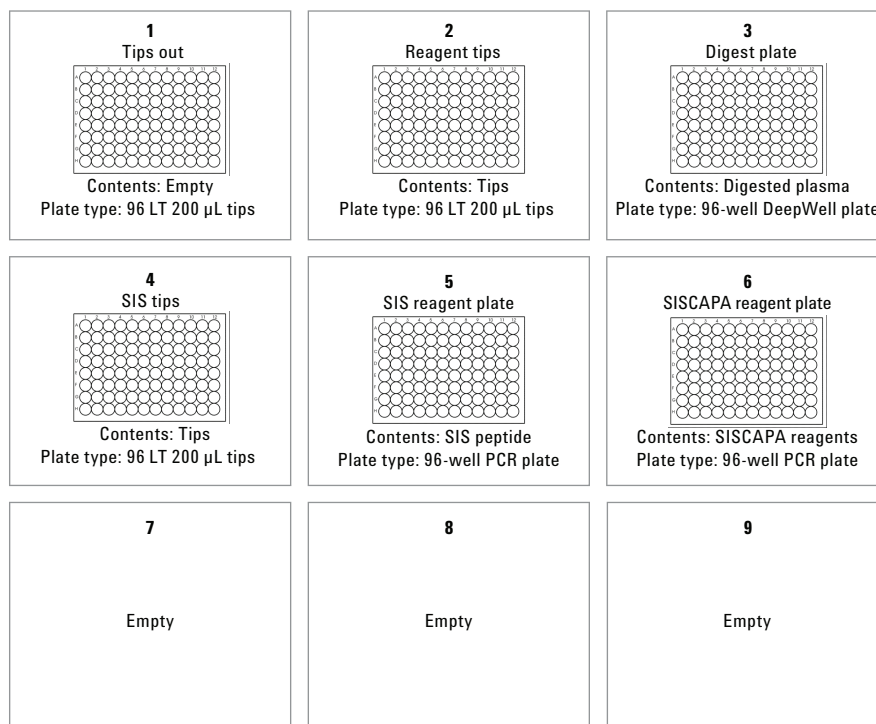 1
Tips out
Contents: Empty
Plate type: 96 LT 200 µL tips
2
Reagent tips
Contents: Tips
Plate type: 96 LT 200 µL tips
3
Digest plate
Contents: Digested plasma
Plate type: 96-well DeepWell plate
4
SIS tips
Contents: Tips
Plate type: 96 LT 200 µL tips
5
SIS reagent plate
Contents: SIS peptide
Plate type: 96-well PCR plate
6
SISCAPA reagent plate
Contents: SISCAPA reagents
Plate type: 96-well PCR plate
7
Empty
8
Empty
9
Empty